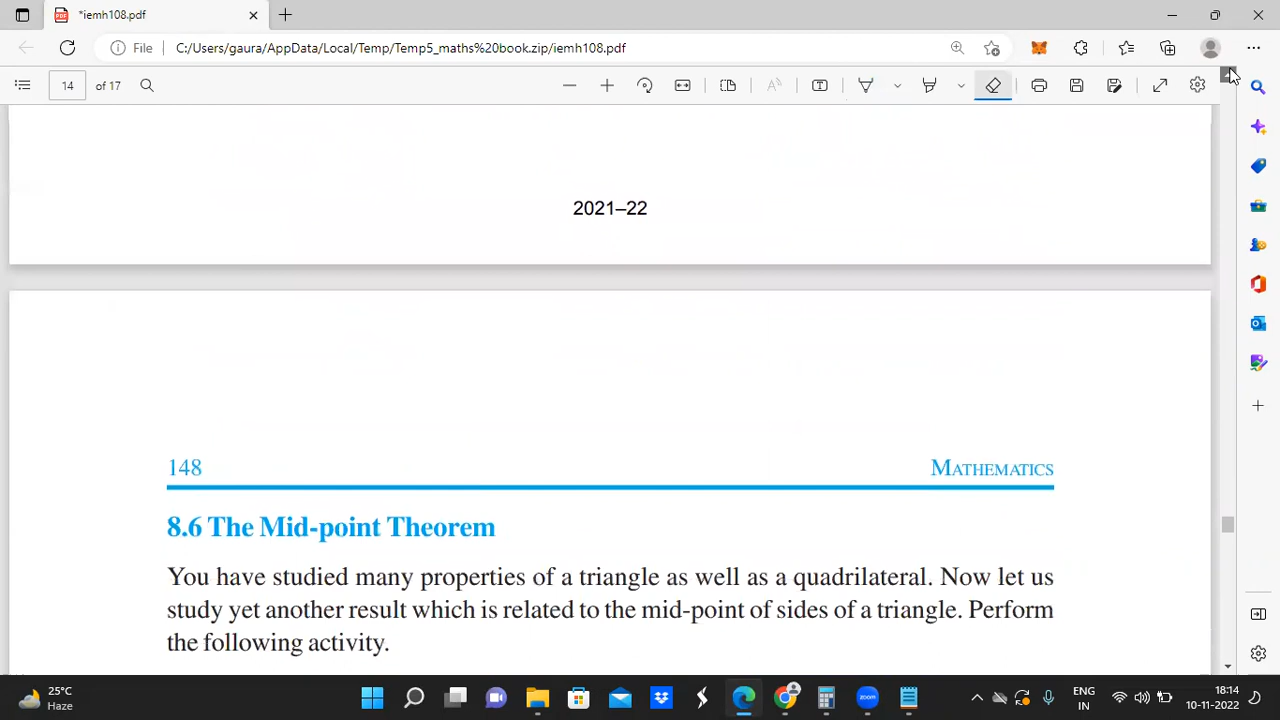 *iemh108.pdf
File
C:/Users/gaura/AppData/Local/Temp/Temp5_maths%20book.zip/iemh108.pdf
14 of 17
2021–22
148 MATHEMATICS
8.6 The Mid-point Theorem
You have studied many properties of a triangle as well as a quadrilateral. Now let us
study yet another result which is related to the mid-point of sides of a triangle. Perform
the following activity.
25°C
Haze
ENG
IN
18:14
10-11-2022